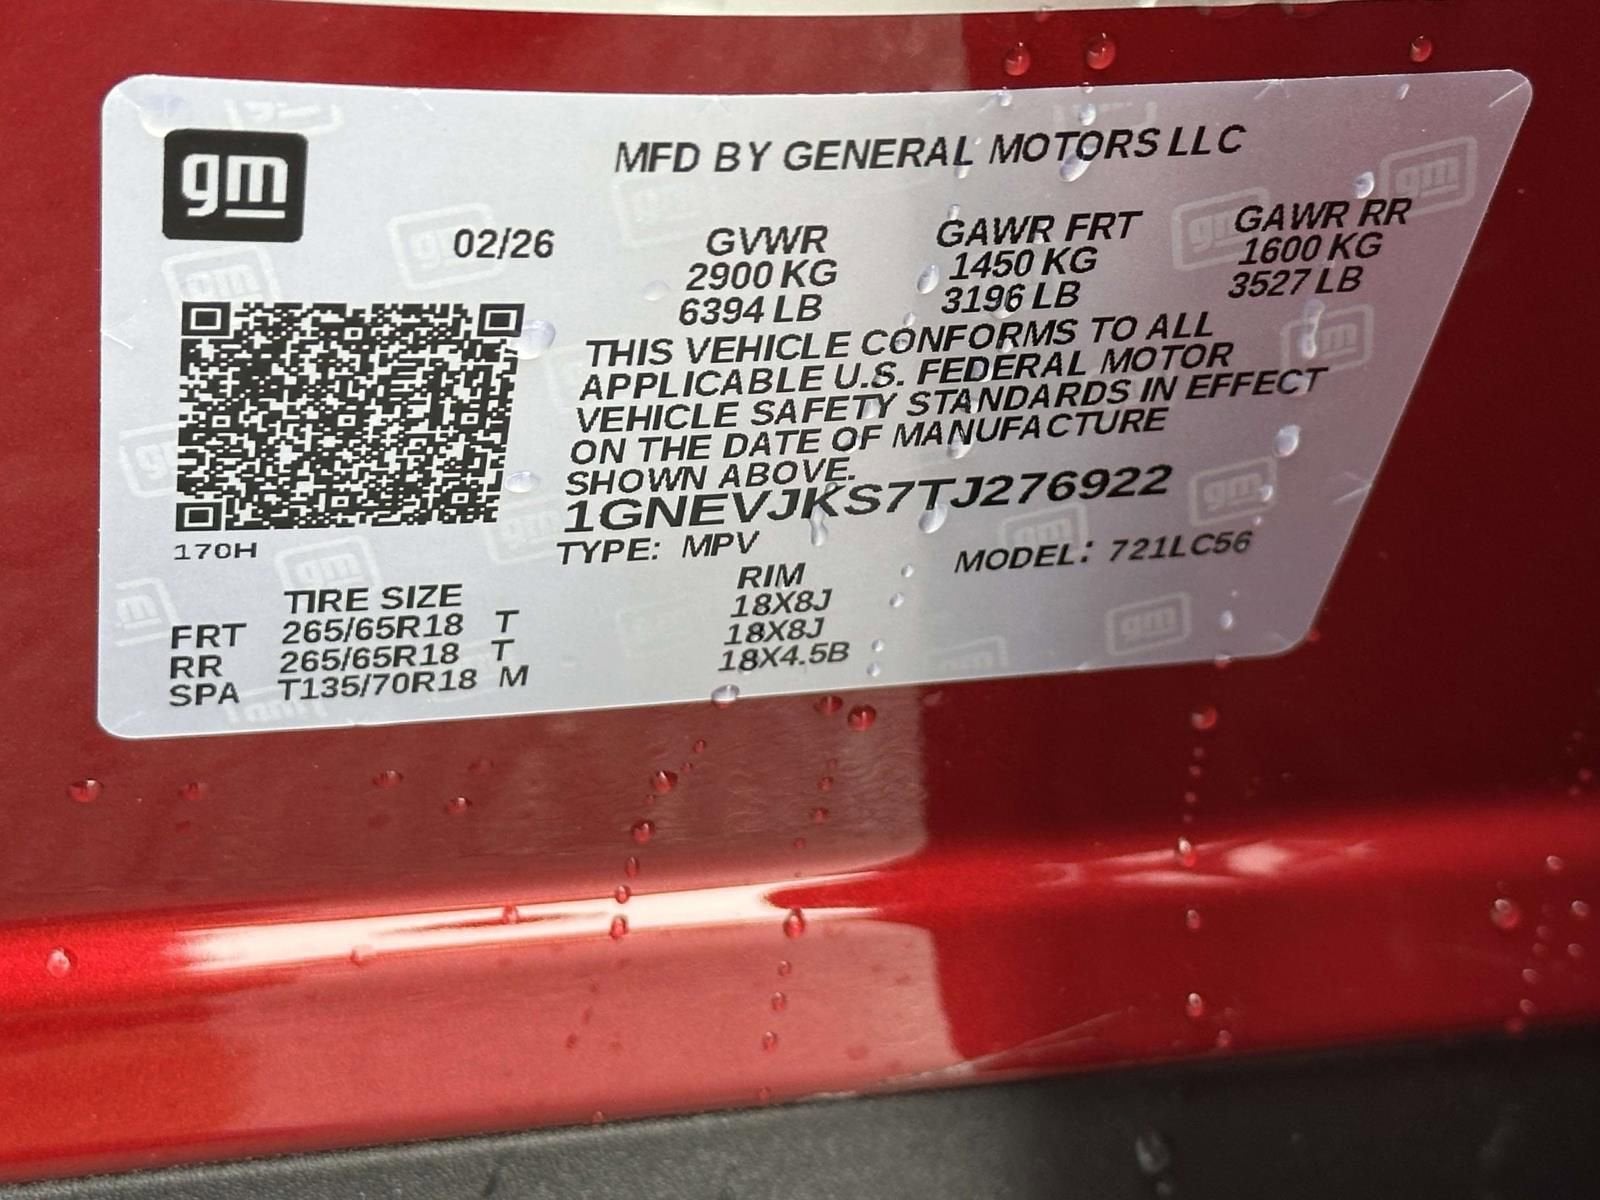 gm
MFD BY GENERAL MOTORS LLC
02/26 GVWR GAWR FRT GAWR RR
2900 KG 1450 KG 1600 KG
6394 LB 3196 LB 3527 LB
THIS VEHICLE CONFORMS TO ALL
APPLICABLE U.S. FEDERAL MOTOR
VEHICLE SAFETY STANDARDS IN EFFECT
ON THE DATE OF MANUFACTURE
SHOWN ABOVE.
1GNEVJKS7TJ276922
170H
TYPE: MPV MODEL: 721LC56
TIRE SIZE RIM
FRT 265/65R18 T 18X8J
RR 265/65R18 T 18X8J
SPA T135/70R18 M 18X4.5B